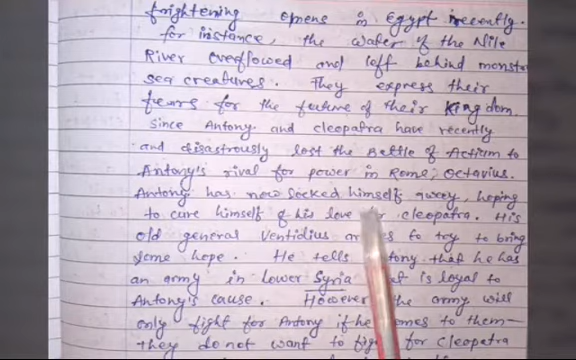 frightening omens in Egypt recently.
for instance, the water of the Nile
River overflowed and left behind monst
sea creatures. They express their
fears for the future of their kingdom.
Since Antony and cleopatra have recently
and disastrously lost the Battle of Actium to
Antony's rival for power in Rome; Octavius.
Antony has now himself away, hoping
to cure himself of his love cleopatra. His
old general Ventidius to try to bring
some hope. He tells that he has
an army in lower Syria is loyal to
Antony's cause. However the army will
only fight for Antony if he to them—
they do not want to for cleopatra